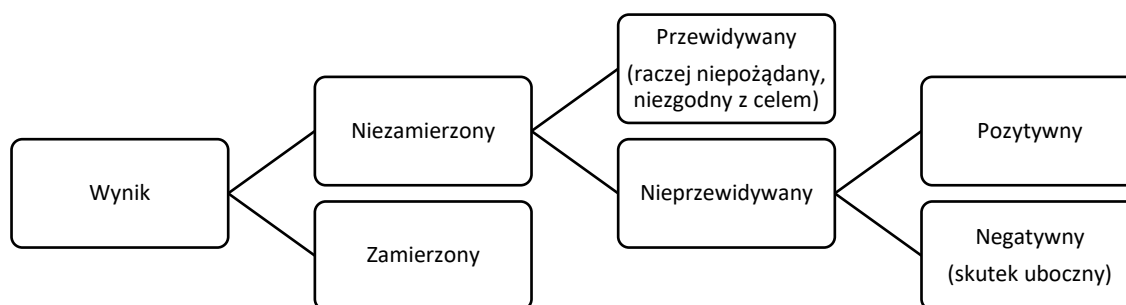 Wynik
Niezamierzony
Zamierzony
Przewidywany
(raczej niepożądany,
niezgodny z celem)
Nieprzewidywany
Pozytywny
Negatywny
(skutek uboczny)